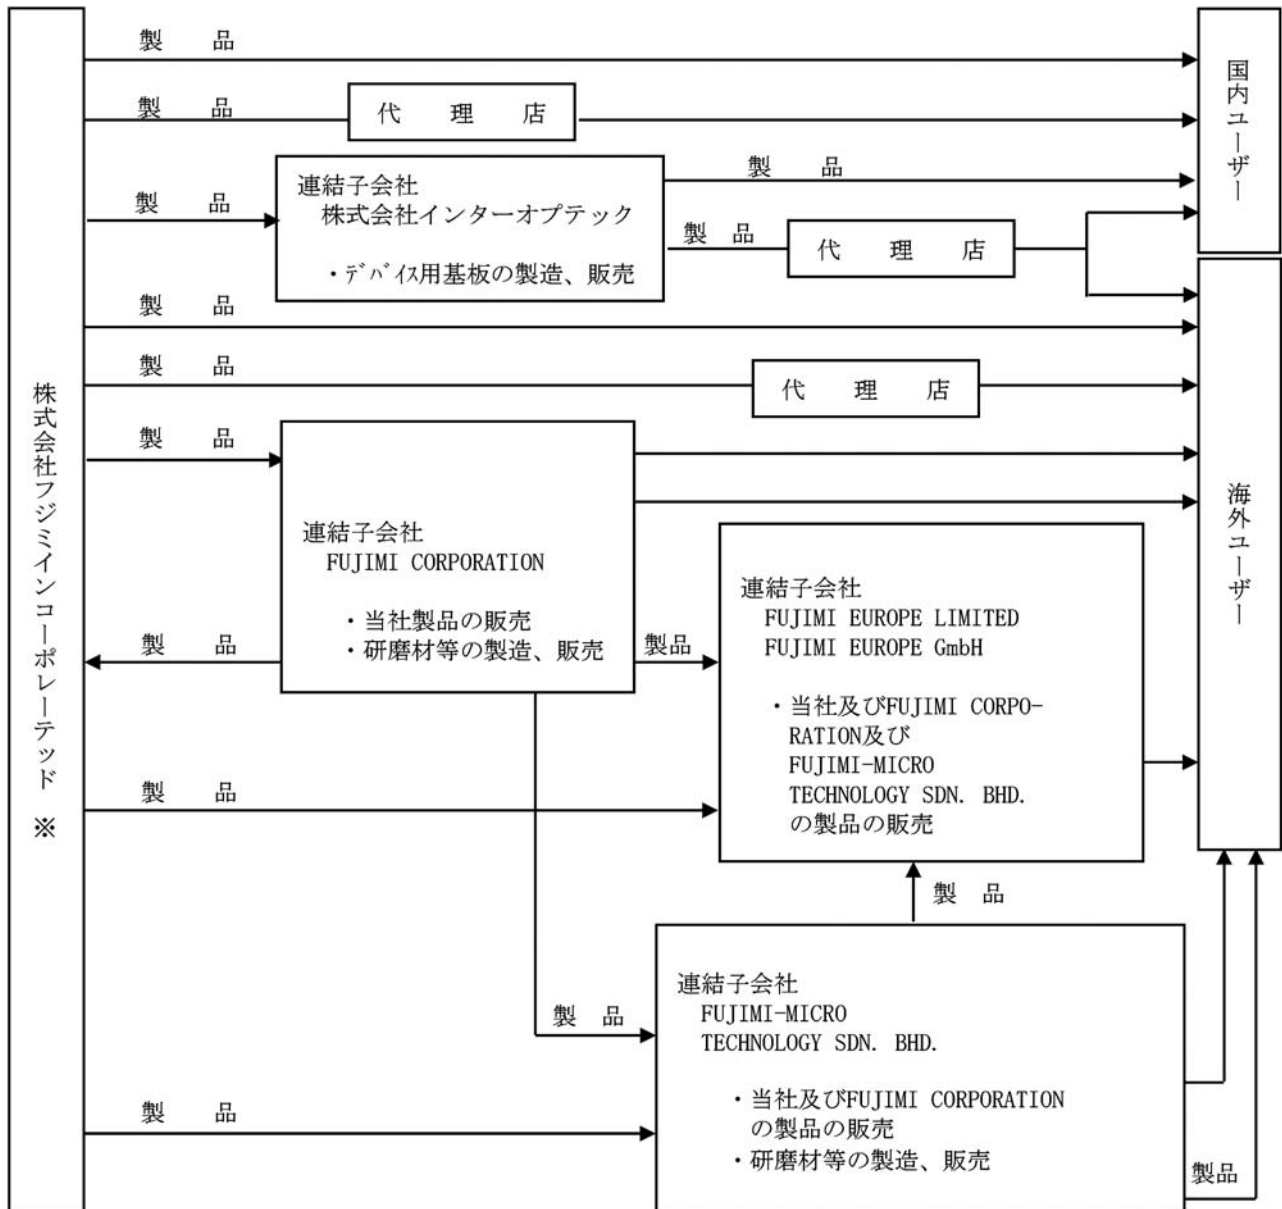 株式会社フジミインコーポレーテッド ※
製 品
国内ユーザー
製 品
代 理 店
製 品
連結子会社
株式会社インターオプテック
・ﾃﾞﾊﾞｲｽ用基板の製造、販売
製 品
製 品
代 理 店
製 品
海外ユーザー
製 品
代 理 店
製 品
連結子会社
FUJIMI CORPORATION
・当社製品の販売
・研磨材等の製造、販売
製 品
製品
連結子会社
FUJIMI EUROPE LIMITED
FUJIMI EUROPE GmbH
・当社及びFUJIMI CORPO-
RATION及び
FUJIMI-MICRO
TECHNOLOGY SDN. BHD.
の製品の販売
製 品
製 品
製 品
連結子会社
FUJIMI-MICRO
TECHNOLOGY SDN. BHD.
・当社及びFUJIMI CORPORATION
の製品の販売
・研磨材等の製造、販売
製 品
製品